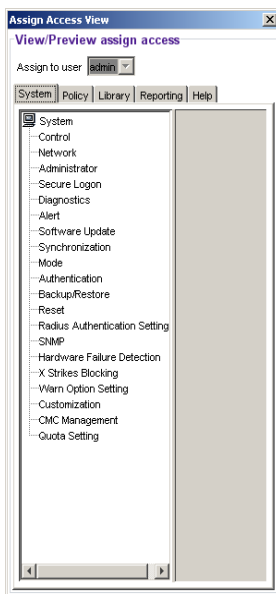 Assign Access View
View/Preview assign access
Assign to user admin
System Policy Library Reporting Help
System
Control
Network
Administrator
Secure Logon
Diagnostics
Alert
Software Update
Synchronization
Mode
Authentication
Backup/Restore
Reset
Radius Authentication Setting
SNMP
Hardware Failure Detection
X Strikes Blocking
Warn Option Setting
Customization
CMC Management
Quota Setting